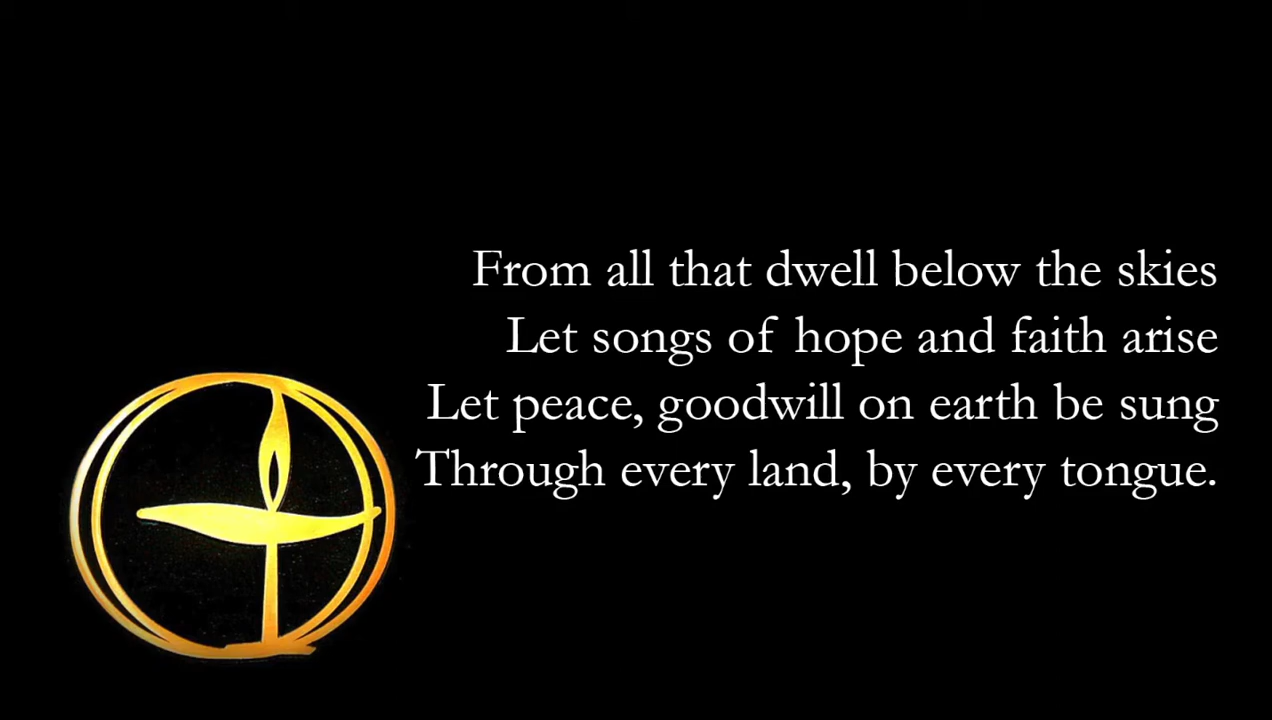 From all that dwell below the skies
Let songs of hope and faith arise
Let peace, goodwill on earth be sung
Through every land, by every tongue.